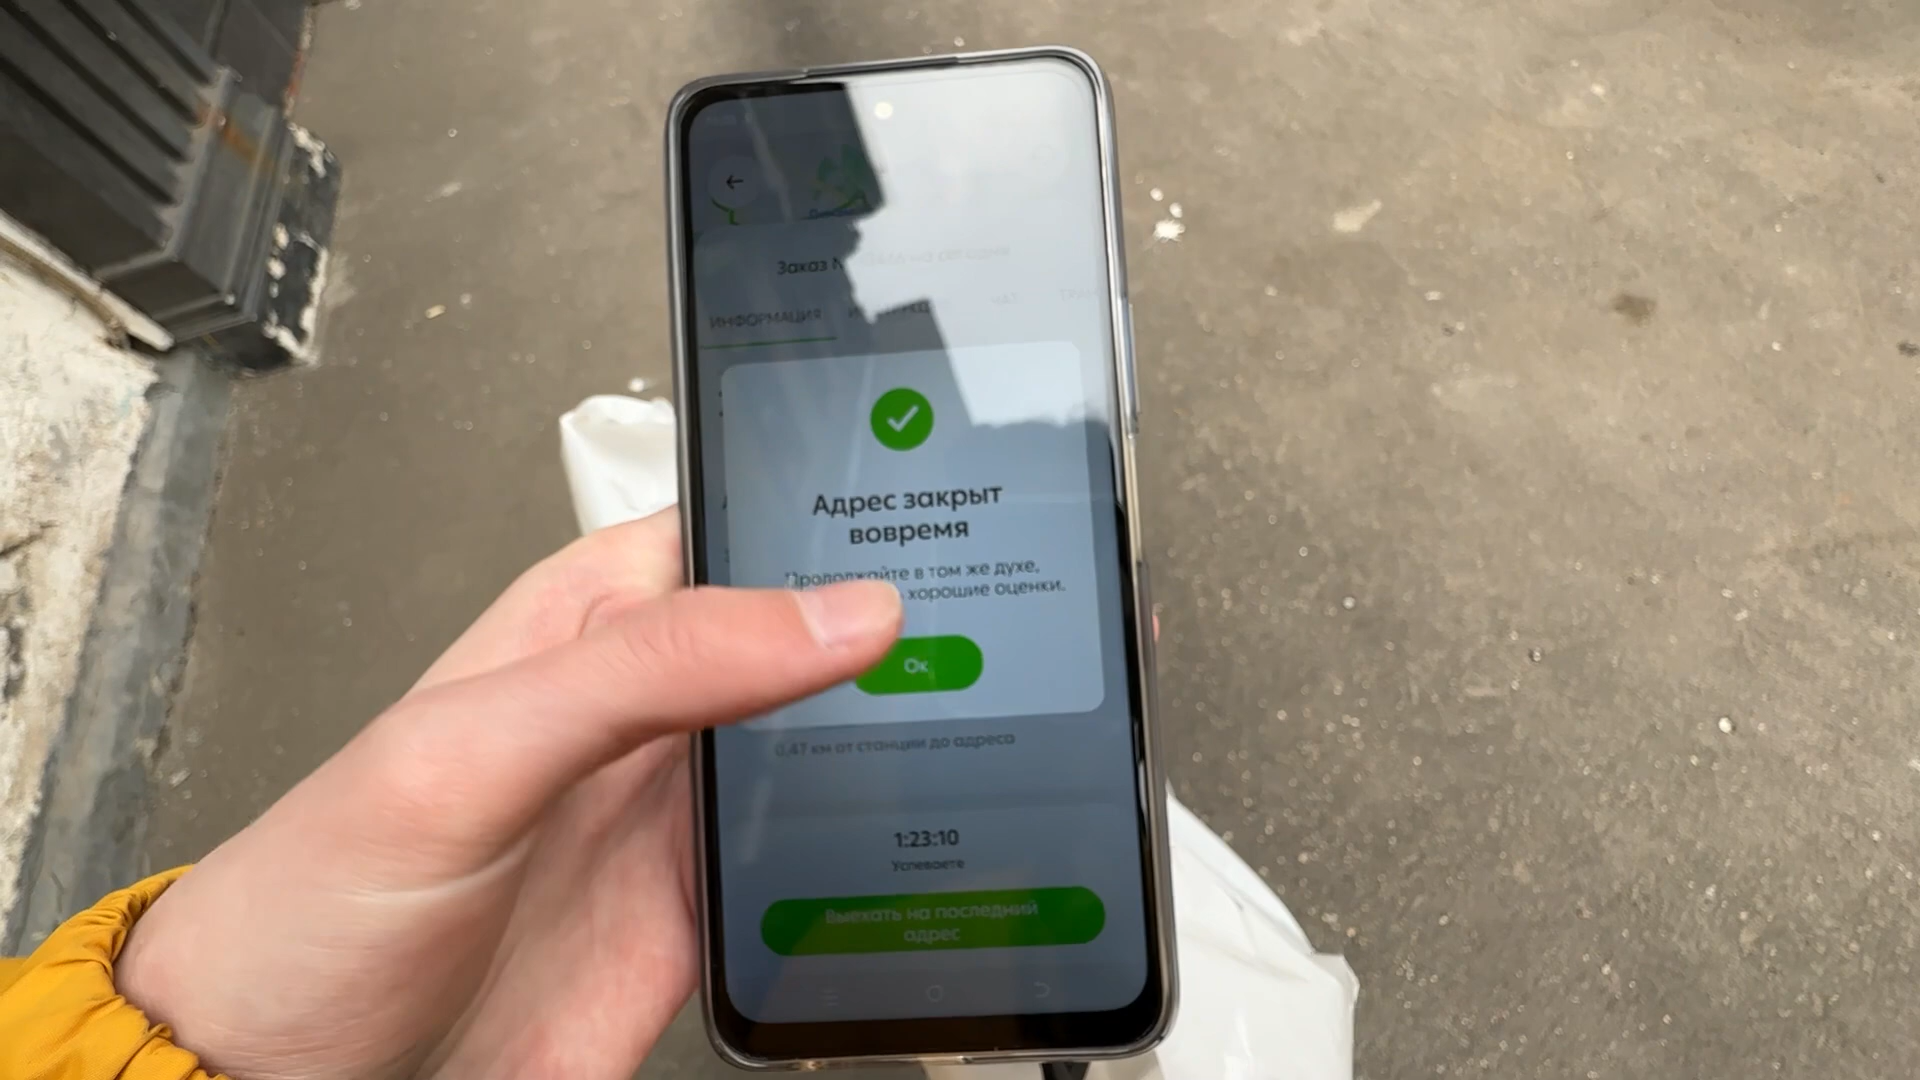 Заказ
ИНФОРМАЦИЯ
ЧАТ
Адрес закрыт
вовремя
Продолжайте в том же духе,
хорошие оценки.
Ок
0,47 км от станции до адреса
1:23:10
Успеваете
Выехать на последний
адрес